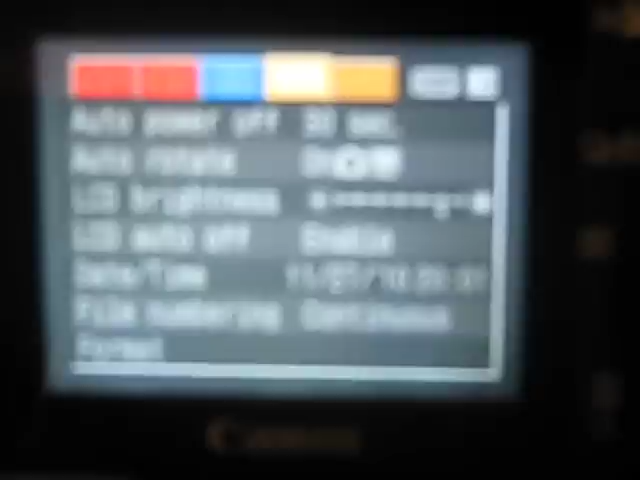 Auto power off 30 sec.
Auto rotate On
LCD brightness
LCD auto off Enable
Date/Time
File numbering Continuous
Format
Canon